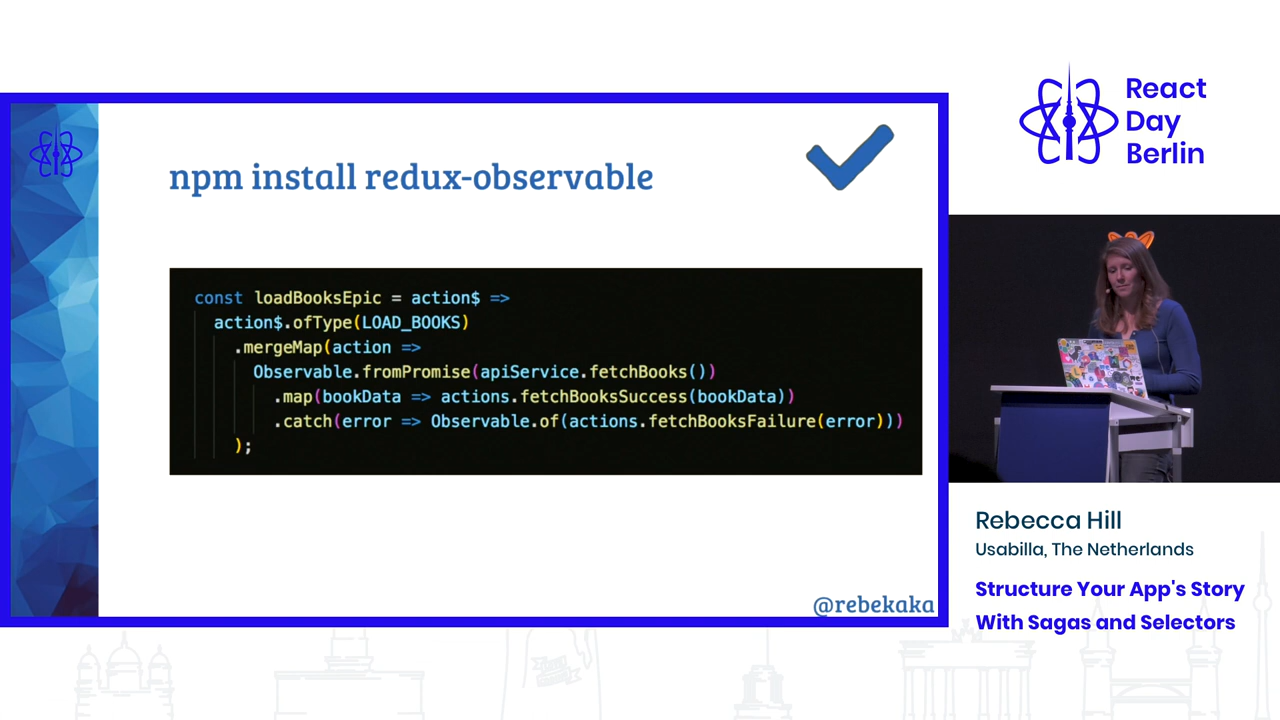 npm install redux-observable
const loadBooksEpic = action$ =>
action$.ofType(LOAD_BOOKS)
.mergeMap(action =>
Observable.fromPromise(apiService.fetchBooks())
.map(bookData => actions.fetchBooksSuccess(bookData))
.catch(error => Observable.of(actions.fetchBooksFailure(error)))
);
@rebekaka
React
Day
Berlin
Rebecca Hill
Usabilla, The Netherlands
Structure Your App's Story
With Sagas and Selectors